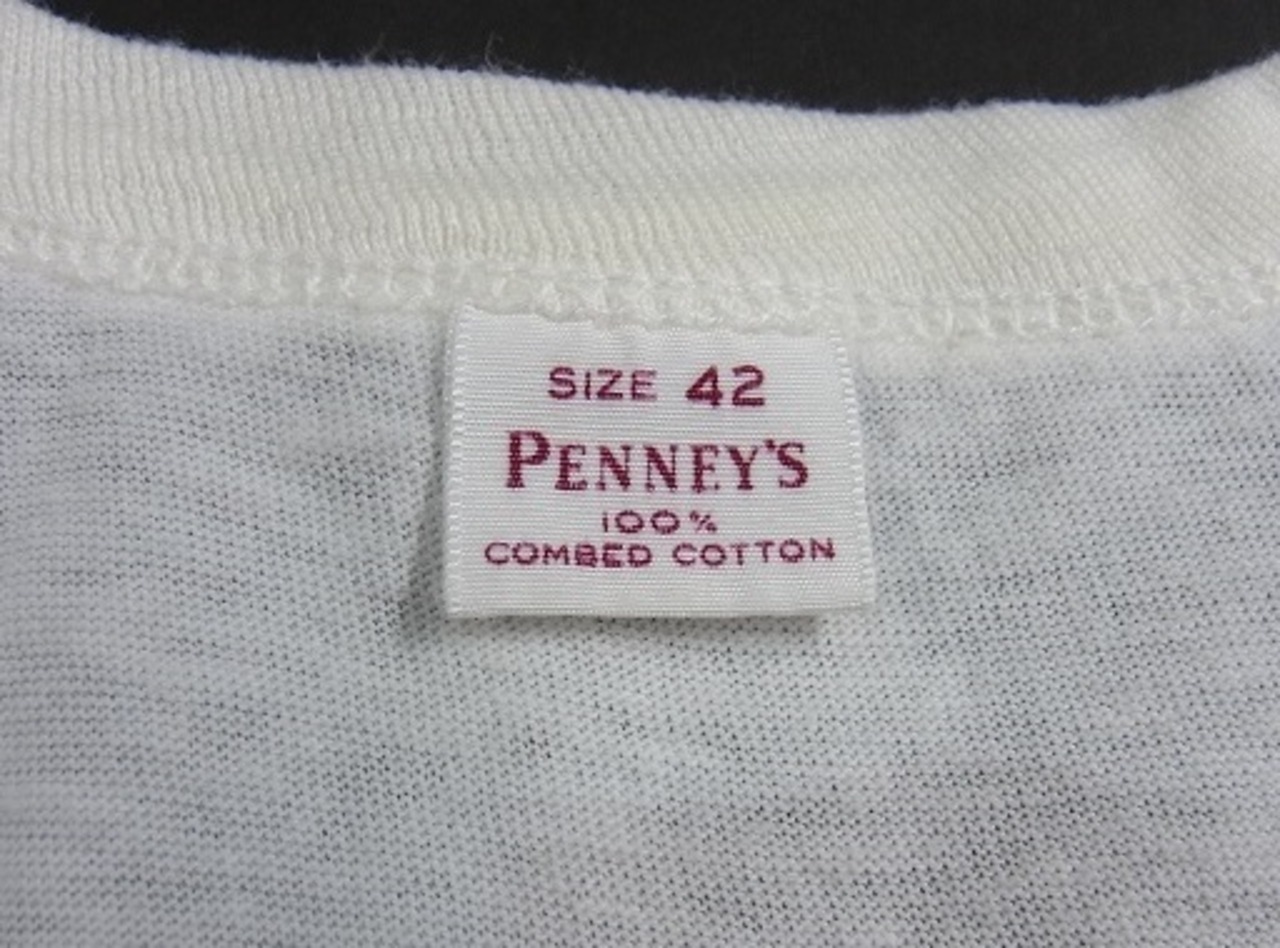 SIZE 42
PENNEY'S
100%
COMBED COTTON